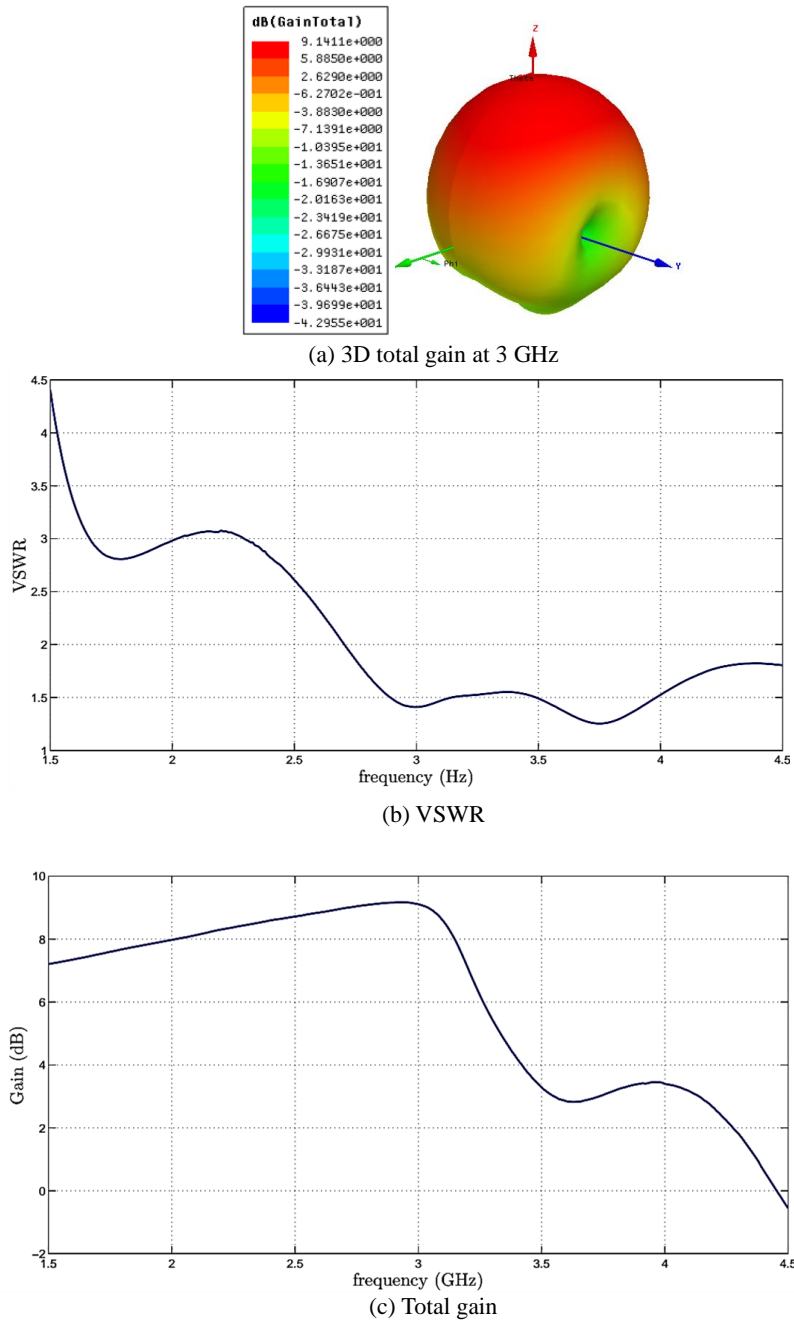 dB(GainTotal)
9.1411e+000
5.8850e+000
2.6290e+000
-6.2702e-001
-3.8830e+000
-7.1391e+000
-1.0395e+001
-1.3651e+001
-1.6907e+001
-2.0163e+001
-2.3419e+001
-2.6675e+001
-2.9931e+001
-3.3187e+001
-3.6443e+001
-3.9699e+001
-4.2955e+001
Z
Theta
Phi
Y
(a) 3D total gain at 3 GHz
4.5
4
3.5
3
2.5
2
1.5
1
VSWR
1.5 2 2.5 3 3.5 4 4.5
frequency (Hz)
(b) VSWR
10
8
6
4
2
0
−2
Gain (dB)
1.5 2 2.5 3 3.5 4 4.5
frequency (GHz)
(c) Total gain